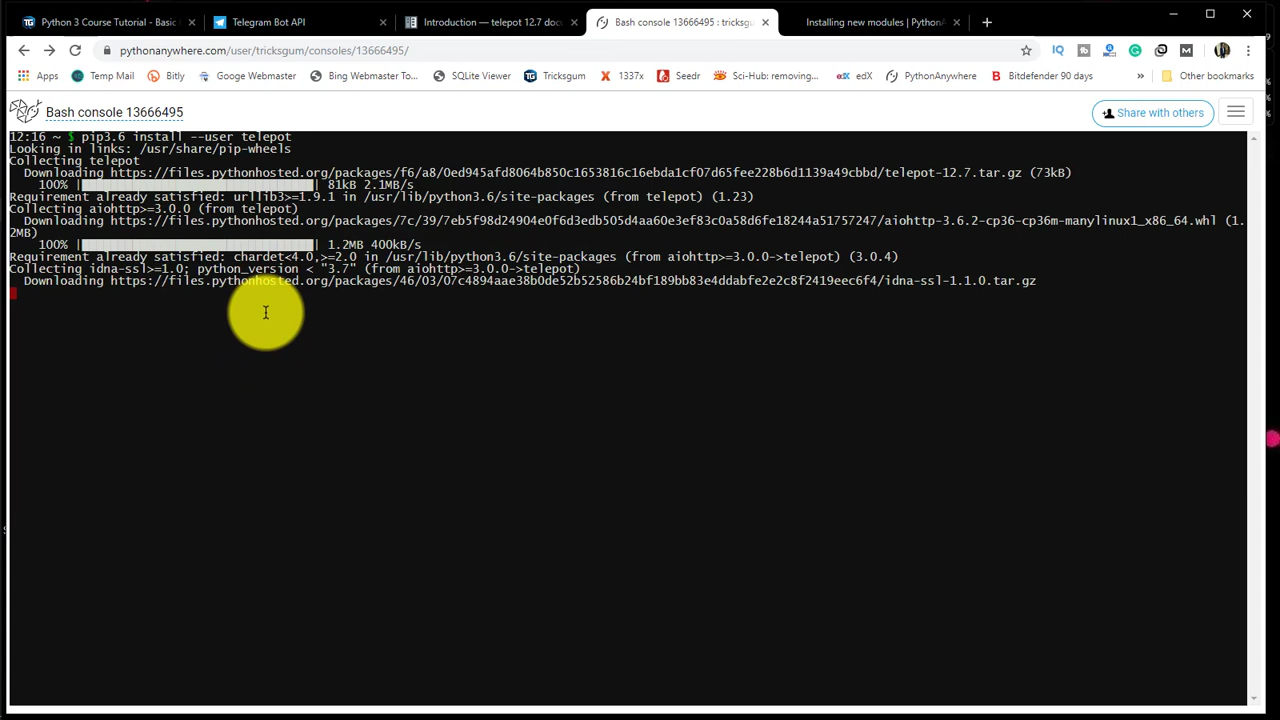 Python 3 Course Tutorial - Basic
Telegram Bot API
Introduction — telepot 12.7 doc
Bash console 13666495 : tricksgum
Installing new modules | PythonA
pythonanywhere.com/user/tricksgum/consoles/13666495/
Apps
Temp Mail
Bitly
Googe Webmaster
Bing Webmaster To...
SQLite Viewer
Tricksgum
1337x
Seedr
Sci-Hub: removing...
edX
PythonAnywhere
Bitdefender 90 days
»
Other bookmarks
Bash console 13666495
Share with others
12:16 ~ $ pip3.6 install --user telepot
Looking in links: /usr/share/pip-wheels
Collecting telepot
Downloading https://files.pythonhosted.org/packages/f6/a8/0ed945afd8064b850c1653816c16ebda1cf07d65fee228b6d1139a49cbbd/telepot-12.7.tar.gz (73kB)
100% |████████████████████████████████| 81kB 2.1MB/s
Requirement already satisfied: urllib3>=1.9.1 in /usr/lib/python3.6/site-packages (from telepot) (1.23)
Collecting aiohttp>=3.0.0 (from telepot)
Downloading https://files.pythonhosted.org/packages/7c/39/7eb5f98d24904e0f6d3edb505d4aa60e3ef83c0a58d6fe18244a51757247/aiohttp-3.6.2-cp36-cp36m-manylinux1_x86_64.whl (1.
2MB)
100% |████████████████████████████████| 1.2MB 400kB/s
Requirement already satisfied: chardet<4.0,>=2.0 in /usr/lib/python3.6/site-packages (from aiohttp>=3.0.0->telepot) (3.0.4)
Collecting idna-ssl>=1.0; python_version < "3.7" (from aiohttp>=3.0.0->telepot)
Downloading https://files.pythonhosted.org/packages/46/03/07c4894aae38b0de52b52586b24bf189bb83e4ddabfe2e2c8f2419eec6f4/idna-ssl-1.1.0.tar.gz